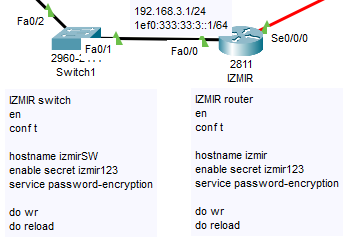 192.168.3.1/24
Fa0/2
1ef0:333:33:3::1/64
Fa0/1
Fa0/0
Se0/0/0
Switch1
2811
IZMIR
IZMIR switch
en
conf t
hostname izmirSW
enable secret izmir123
service password-encryption
do wr
do reload
IZMIR router
en
conf t
hostname izmir
enable secret izmir123
service password-encryption
do wr
do reload